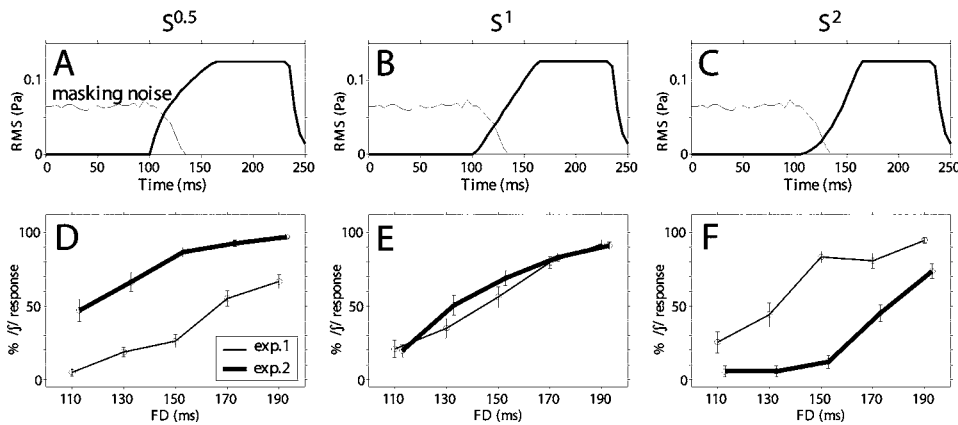 S0.5 S1 S2
A B C
masking noise
RMS (Pa) RMS (Pa) RMS (Pa)
0.1 0.1 0.1
0 0 0
0 50 100 150 200 250 0 50 100 150 200 250 0 50 100 150 200 250
Time (ms) Time (ms) Time (ms)
D E F
% /ʃ/ response % /ʃ/ response % /ʃ/ response
100 100 100
50 50 50
0 0 0
exp.1
exp.2
110 130 150 170 190 110 130 150 170 190 110 130 150 170 190
FD (ms) FD (ms) FD (ms)